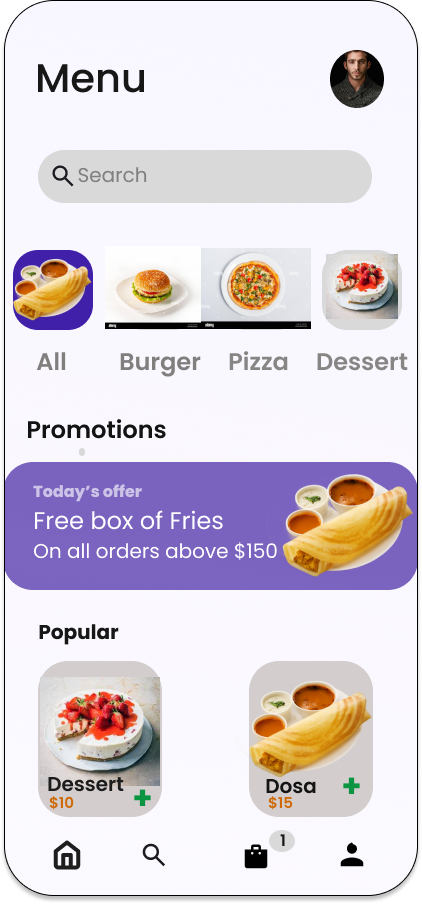 Menu
Search
All Burger Pizza Dessert
Promotions
Today's offer
Free box of Fries
On all orders above $150
Popular
Dessert
$10
Dosa
$15
1